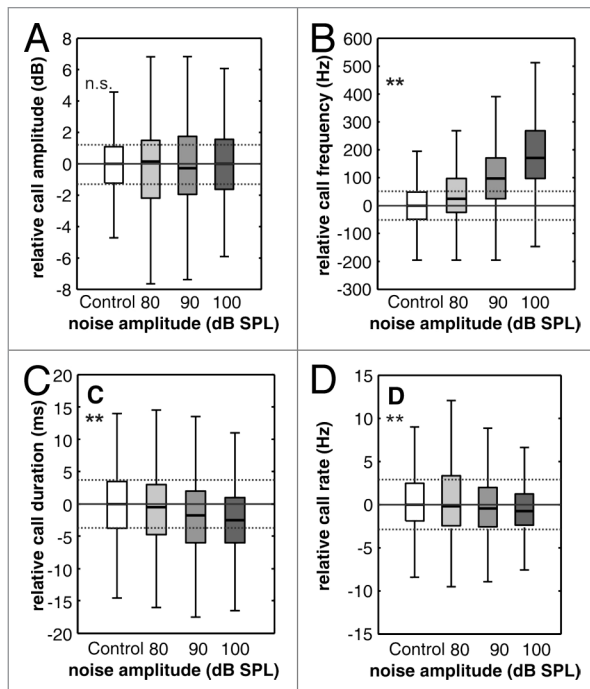 A
8
6
4
2
0
-2
-4
-6
-8
n.s.
relative call amplitude (dB)
Control 80 90 100
noise amplitude (dB SPL)
B
600
500
400
300
200
100
0
-100
-200
-300
**
relative call frequency (Hz)
Control 80 90 100
noise amplitude (dB SPL)
C
C
20
15
10
5
0
-5
-10
-15
-20
**
relative call duration (ms)
Control 80 90 100
noise amplitude (dB SPL)
D
D
15
10
5
0
-5
-10
-15
**
relative call rate (Hz)
Control 80 90 100
noise amplitude (dB SPL)